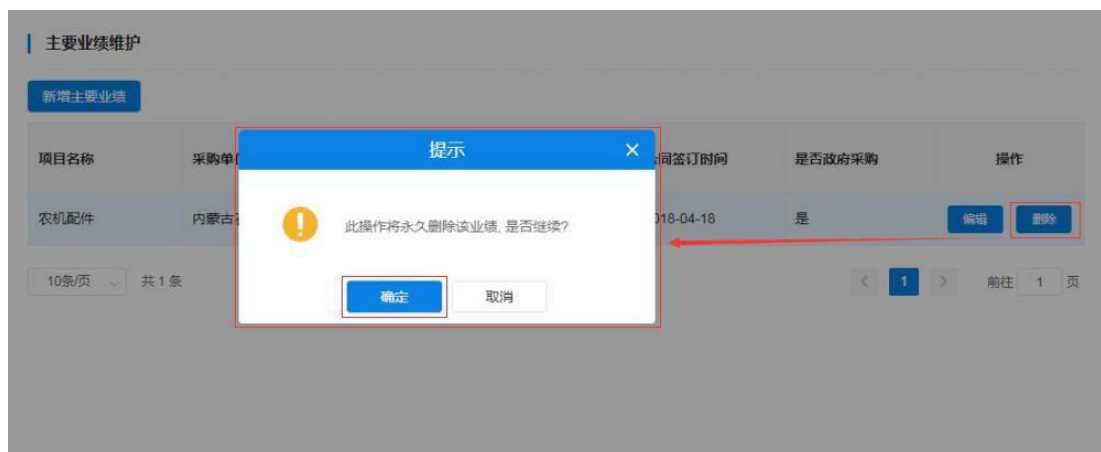 主要业绩维护
新增主要业绩
项目名称 采购单 提示 同签订时间 是否政府采购 操作
农机配件 内蒙古 此操作将永久删除该业绩, 是否继续? 018-04-18 是 编辑 删除
10条/页 共 1 条 确定 取消 1 前往 1 页